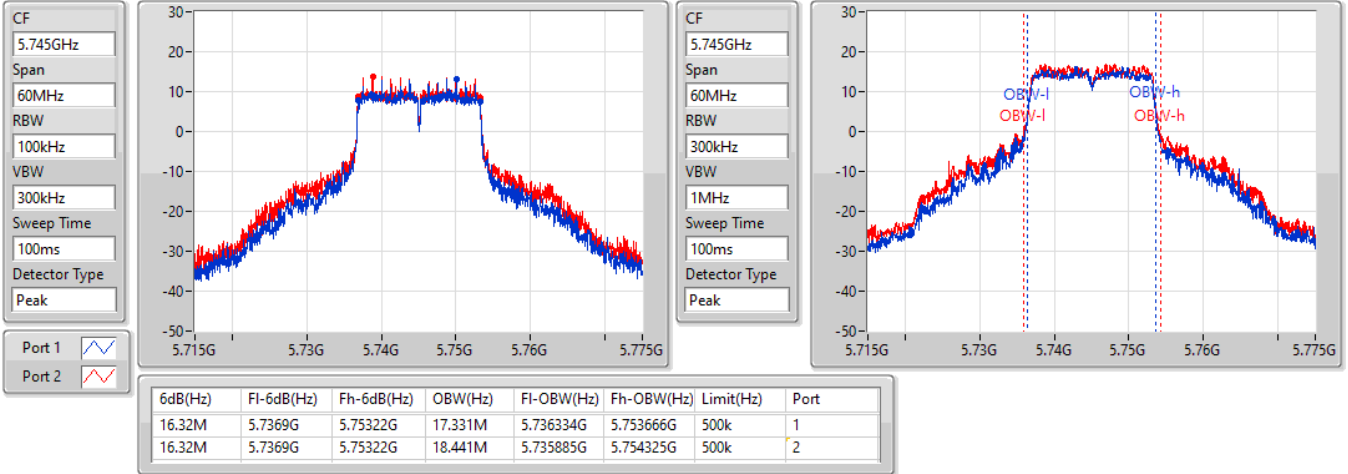 CF
5.745GHz
Span
60MHz
RBW
100kHz
VBW
300kHz
Sweep Time
100ms
Detector Type
Peak
Port 1
Port 2
30
20
10
0
-10
-20
-30
-40
-50
5.715G 5.73G 5.74G 5.75G 5.76G 5.775G
CF
5.745GHz
Span
60MHz
RBW
300kHz
VBW
1MHz
Sweep Time
100ms
Detector Type
Peak
30
20
10
0
-10
-20
-30
-40
-50
OBW-l OBW-h
OBW-l OBW-h
5.715G 5.73G 5.74G 5.75G 5.76G 5.775G
6dB(Hz) Fl-6dB(Hz) Fh-6dB(Hz) OBW(Hz) Fl-OBW(Hz) Fh-OBW(Hz) Limit(Hz) Port
16.32M 5.7369G 5.75322G 17.331M 5.736334G 5.753666G 500k 1
16.32M 5.7369G 5.75322G 18.441M 5.735885G 5.754325G 500k 2